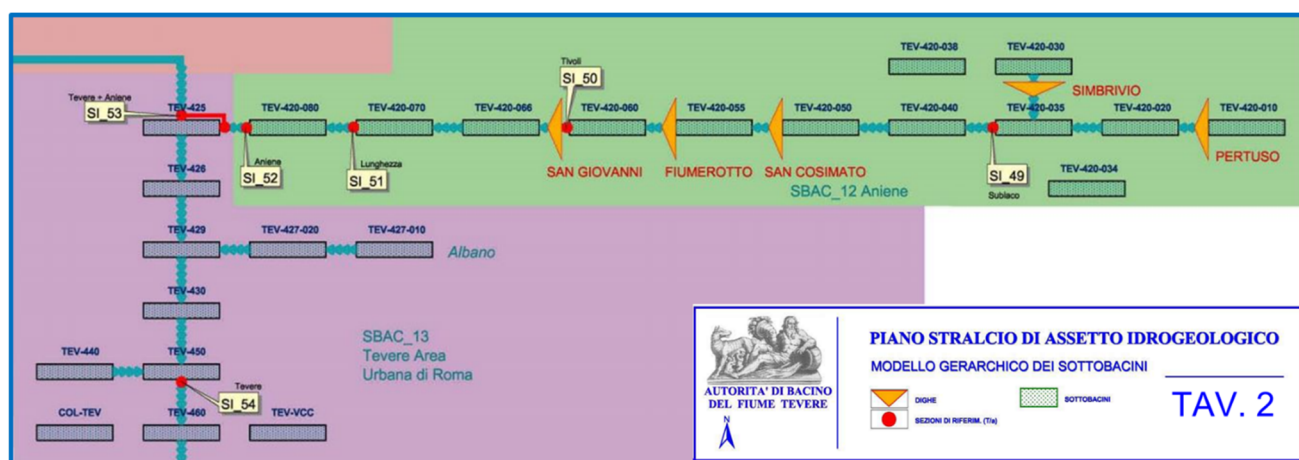 TEV-420-038
TEV-420-030
SIMBRIVIO
Tevere + Aniene
SI_53
TEV-425
TEV-420-080
TEV-420-070
TEV-420-066
Tivoli
SI_50
TEV-420-060
TEV-420-055
TEV-420-050
TEV-420-040
TEV-420-035
TEV-420-020
TEV-420-010
Aniene
SI_52
Lunghezza
SI_51
SAN GIOVANNI
FIUMEROTTO
SAN COSIMATO
SI_49
Subiaco
TEV-420-034
PERTUSO
SBAC_12 Aniene
TEV-426
TEV-429
TEV-427-020
TEV-427-010
Albano
TEV-430
SBAC_13
Tevere Area
Urbana di Roma
TEV-440
TEV-450
Tevere
SI_54
COL-TEV
TEV-460
TEV-VCC
AUTORITA' DI BACINO
DEL FIUME TEVERE
N
PIANO STRALCIO DI ASSETTO IDROGEOLOGICO
MODELLO GERARCHICO DEI SOTTOBACINI
DIGHE
SOTTOBACINI
SEZIONI DI RIFERIM. (T/a)
TAV. 2